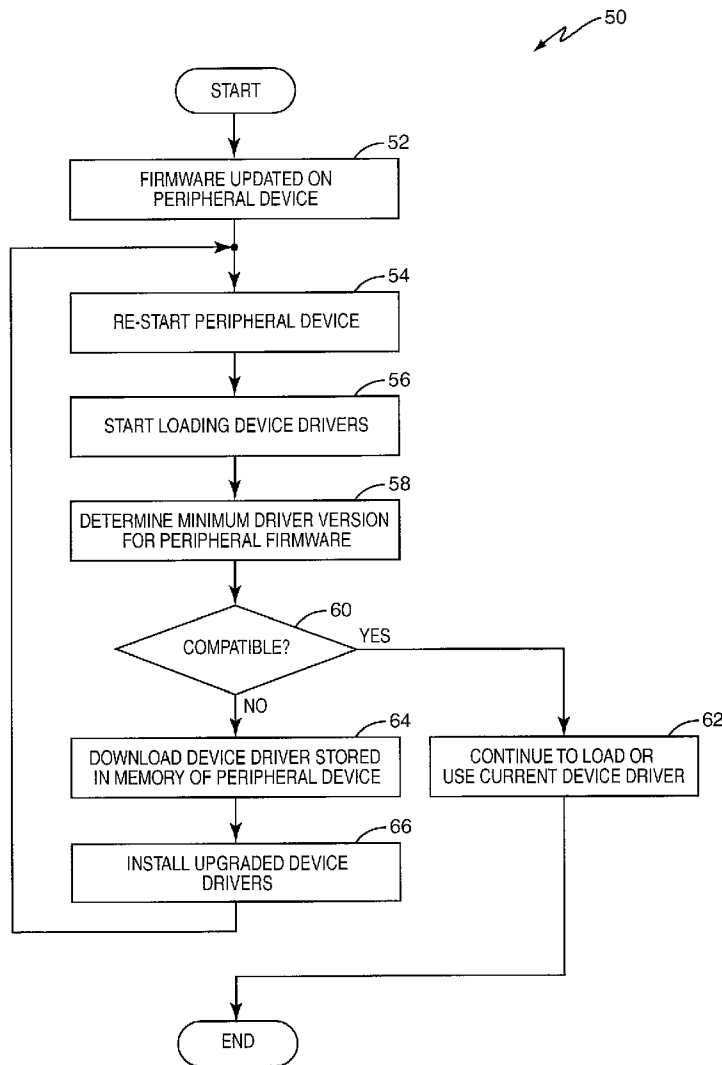 50
START
52
FIRMWARE UPDATED ON
PERIPHERAL DEVICE
54
RE-START PERIPHERAL DEVICE
56
START LOADING DEVICE DRIVERS
58
DETERMINE MINIMUM DRIVER VERSION
FOR PERIPHERAL FIRMWARE
60
COMPATIBLE?
YES
NO
64
DOWNLOAD DEVICE DRIVER STORED
IN MEMORY OF PERIPHERAL DEVICE
62
CONTINUE TO LOAD OR
USE CURRENT DEVICE DRIVER
66
INSTALL UPGRADED DEVICE
DRIVERS
END